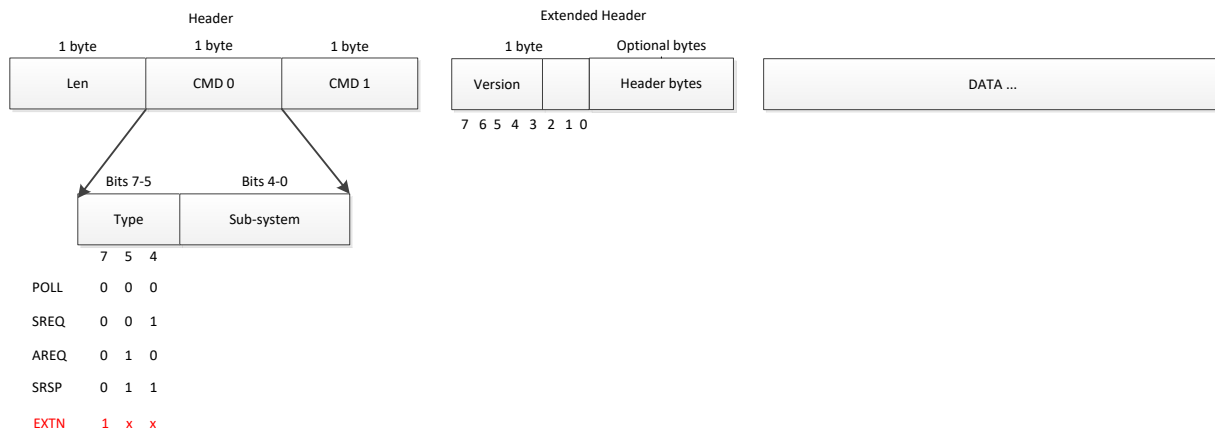 Header
Extended Header
1 byte 1 byte 1 byte
1 byte Optional bytes
Len CMD 0 CMD 1
Version Header bytes
DATA ...
7 6 5 4 3 2 1 0
Bits 7-5 Bits 4-0
Type Sub-system
7 5 4
POLL 0 0 0
SREQ 0 0 1
AREQ 0 1 0
SRSP 0 1 1
EXTN 1 x x